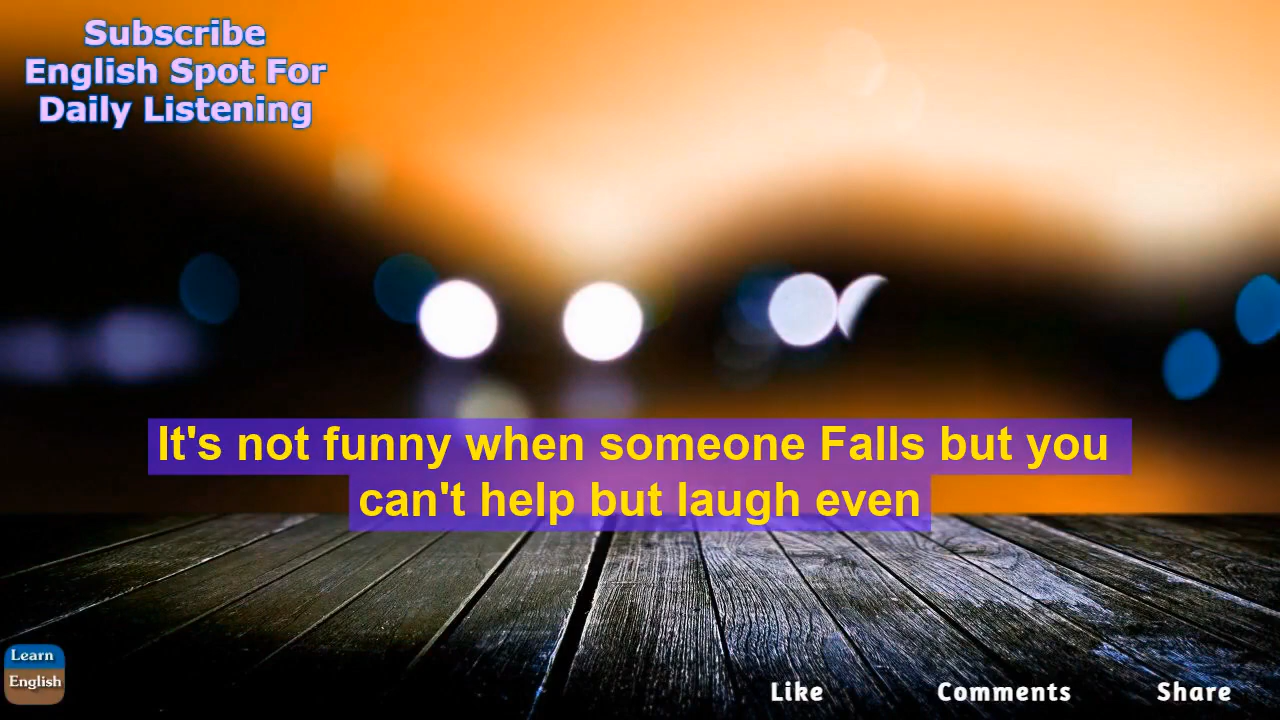 Subscribe
English Spot For
Daily Listening
It's not funny when someone Falls but you
can't help but laugh even
Learn
English
Like
Comments
Share